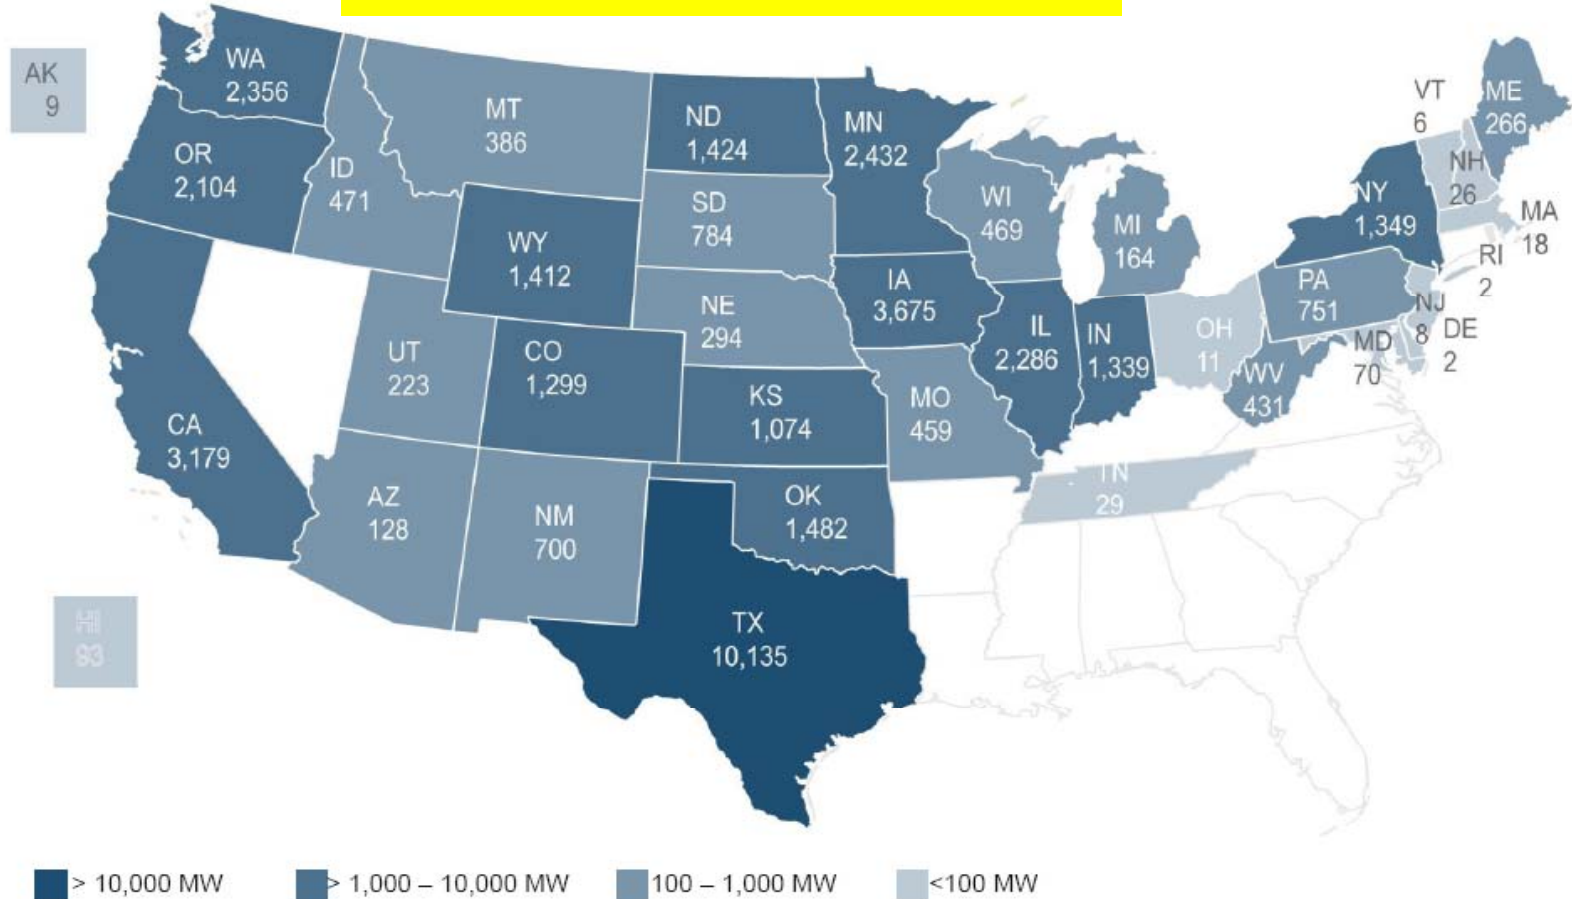 WA
2,356
AK
9
MT
386
ND
1,424
MN
2,432
VT
6
ME
266
OR
2,104
ID
471
NH
26
WI
469
SD
784
MI
164
NY
1,349
MA
18
WY
1,412
RI
2
IA
3,675
PA
751
NE
294
NJ
8
DE
2
IL
2,286
IN
1,339
OH
11
MD
70
UT
223
CO
1,299
WV
431
KS
1,074
MO
459
CA
3,179
TN
29
AZ
128
NM
700
OK
1,482
HI
93
TX
10,135
> 10,000 MW
> 1,000 – 10,000 MW
100 – 1,000 MW
<100 MW